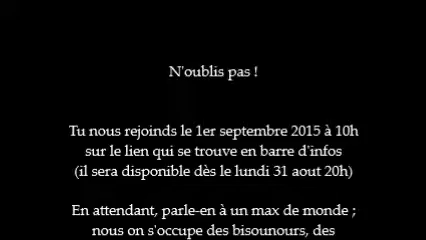 N'oublis pas !
Tu nous rejoinds le 1er septembre 2015 à 10h
sur le lien qui se trouve en barre d'infos
(il sera disponible dès le lundi 31 aout 20h)
En attendant, parle-en à un max de monde ;
nous on s'occupe des bisounours, des